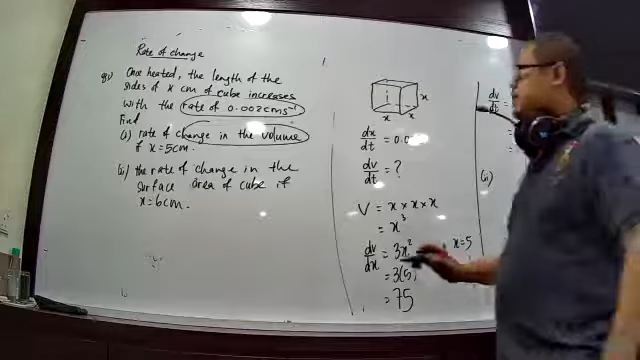 Rate of change
Q1) Once heated, the length of the
sides of x cm of cube increases
with the rate of 0.002cms⁻¹
Find
(i) rate of change in the volume
if x=5cm.
(ii) the rate of change in the
surface area of cube if
x=6cm.
x
x
x
dx/dt = 0.0
dv/dt = ?
V = x × x × x
= x³
dv/dx = 3x²
x=5
= 3(5)
= 75
dv/dt =
(ii)